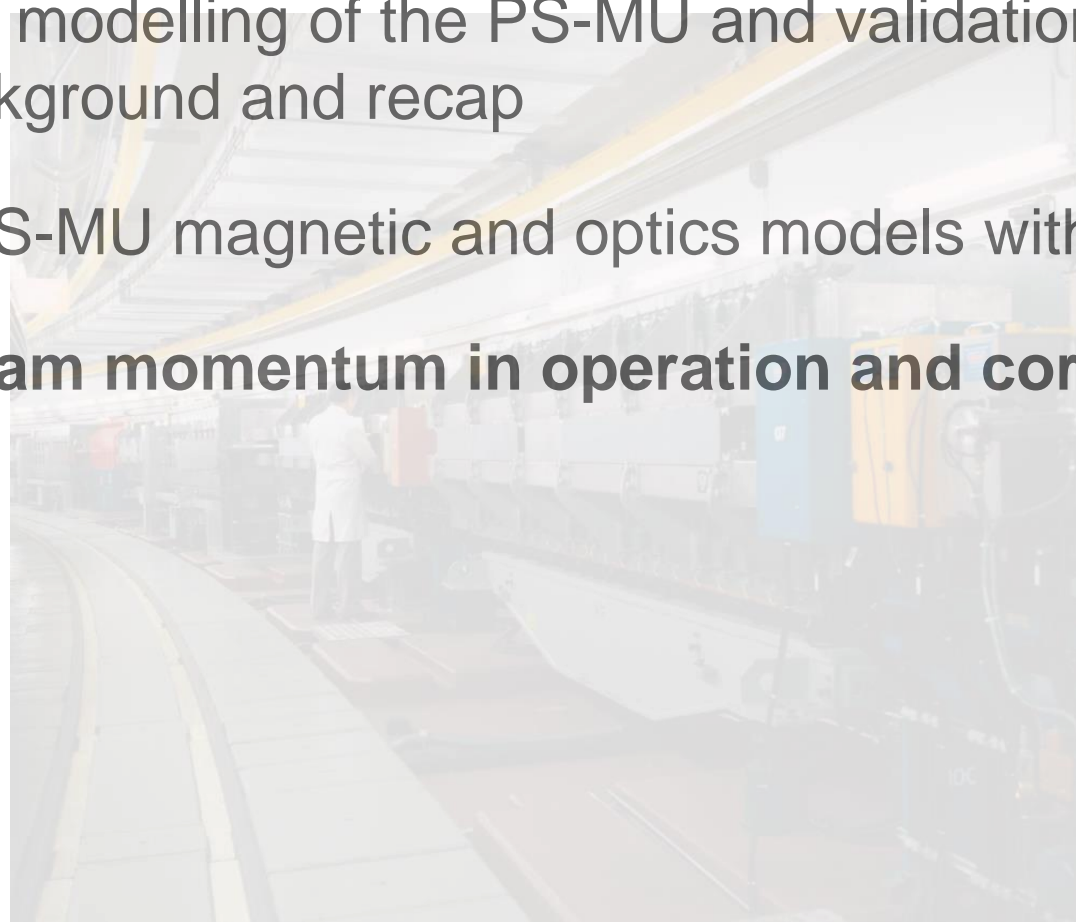 modelling of the PS-MU and validation
kground and recap
S-MU magnetic and optics models with
am momentum in operation and cor